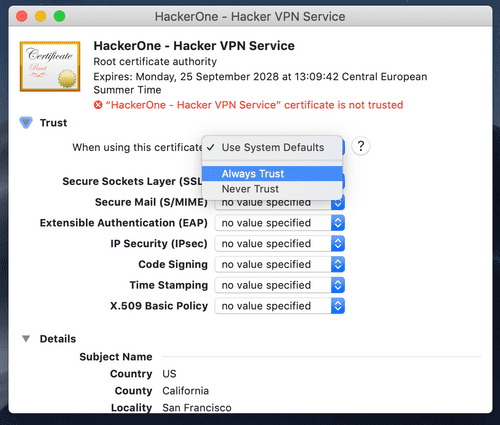 HackerOne - Hacker VPN Service
Certificate
Root
HackerOne - Hacker VPN Service
Root certificate authority
Expires: Monday, 25 September 2028 at 13:09:42 Central European
Summer Time
"HackerOne - Hacker VPN Service" certificate is not trusted
Trust
When using this certificate
✓ Use System Defaults
?
Always Trust
Never Trust
Secure Sockets Layer (SSL
Secure Mail (S/MIME) no value specified
Extensible Authentication (EAP) no value specified
IP Security (IPsec) no value specified
Code Signing no value specified
Time Stamping no value specified
X.509 Basic Policy no value specified
Details
Subject Name
Country US
County California
Locality San Francisco